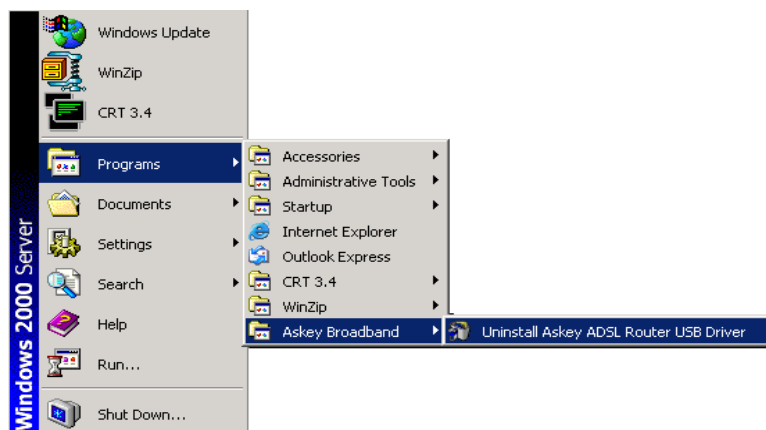 Windows Update
WinZip
CRT 3.4
Programs
Documents
Settings
Search
Help
Run...
Shut Down...
Windows 2000 Server
Accessories
Administrative Tools
Startup
Internet Explorer
Outlook Express
CRT 3.4
WinZip
Askey Broadband
Uninstall Askey ADSL Router USB Driver